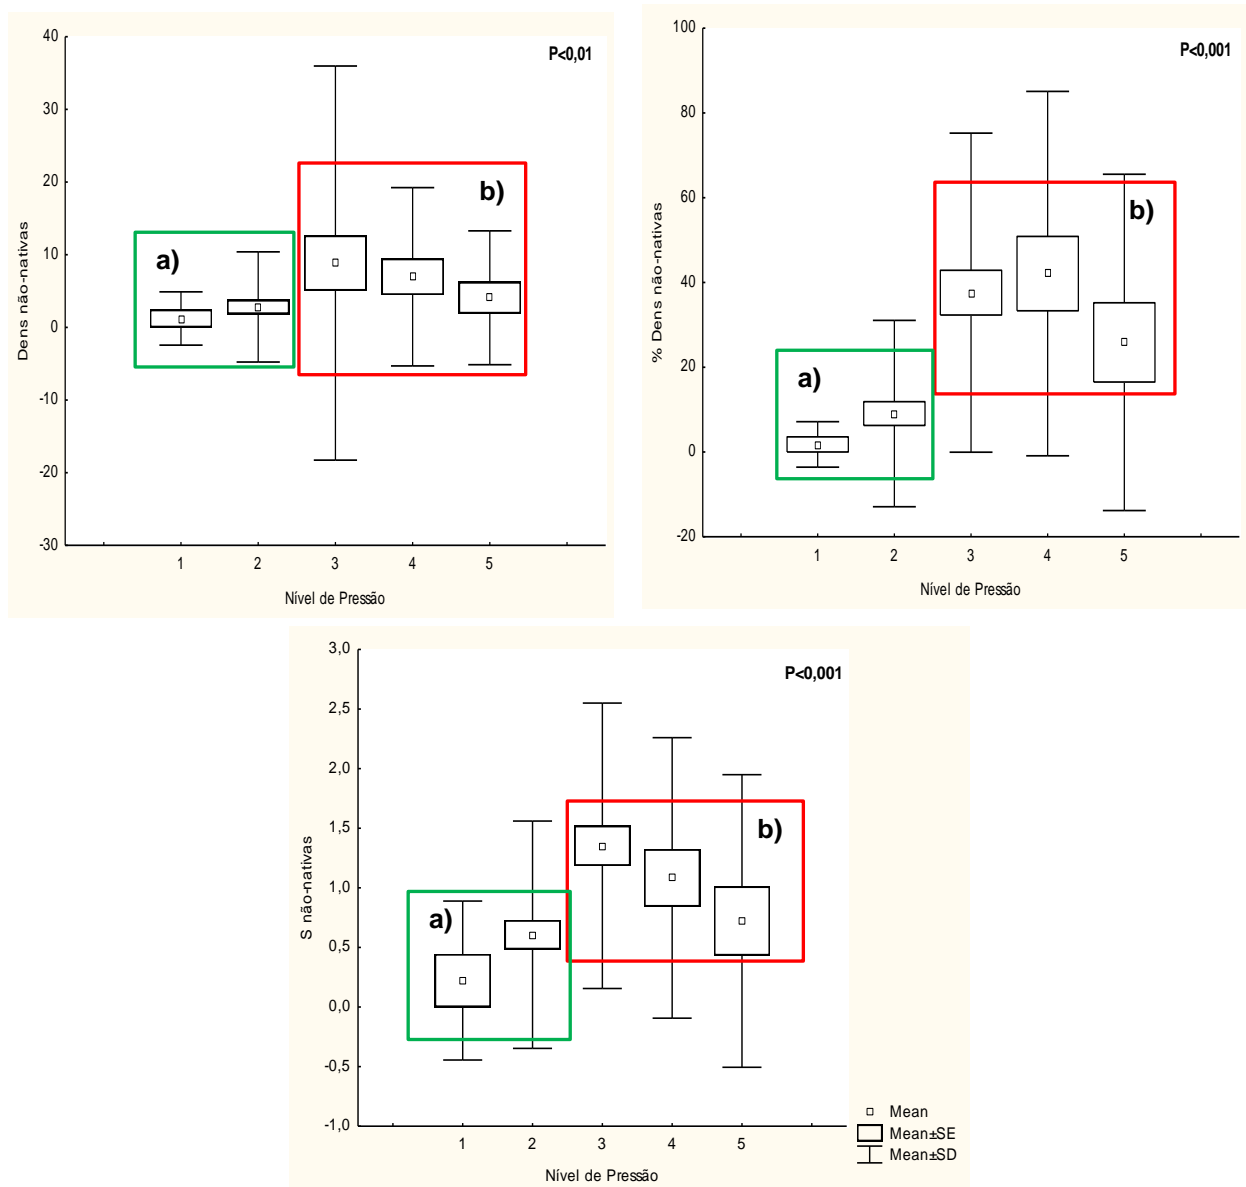 P<0,01
Dens não-nativas
40
30
20
10
0
-10
-20
-30
a)
b)
1 2 3 4 5
Nível de Pressão
P<0,001
% Dens não-nativas
100
80
60
40
20
0
-20
a)
b)
1 2 3 4 5
Nível de Pressão
P<0,001
S não-nativas
3,0
2,5
2,0
1,5
1,0
0,5
0,0
-0,5
-1,0
a)
b)
1 2 3 4 5
Nível de Pressão
Mean
Mean±SE
Mean±SD